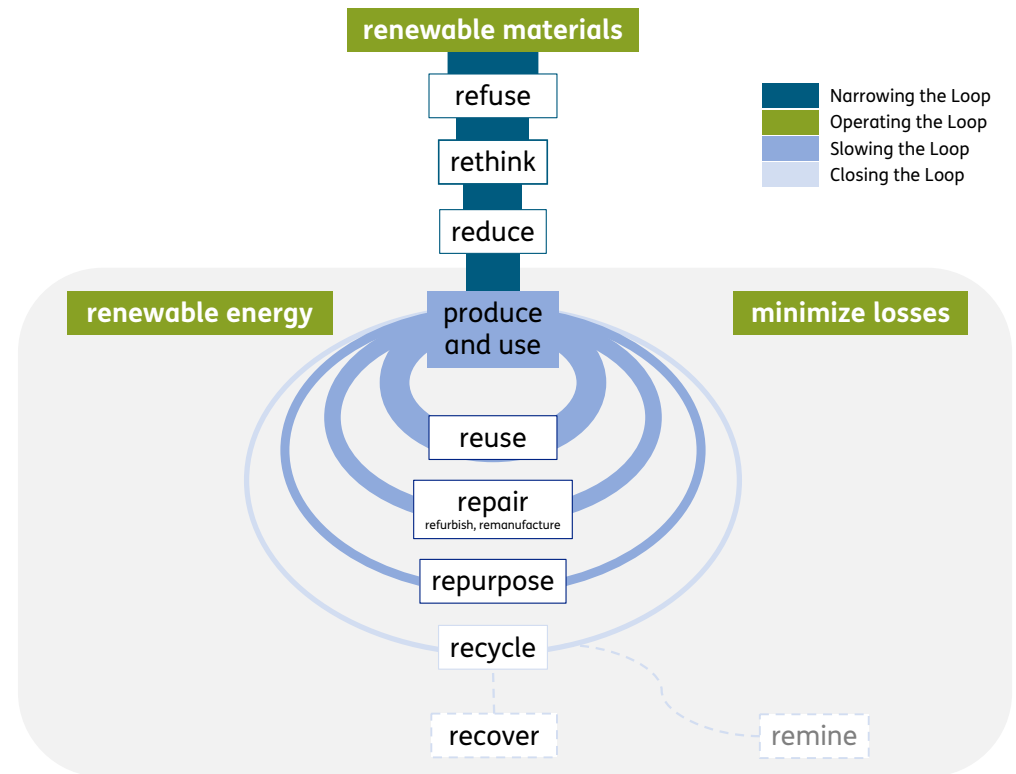 renewable materials
refuse
rethink
reduce
Narrowing the Loop
Operating the Loop
Slowing the Loop
Closing the Loop
renewable energy
produce
and use
minimize losses
reuse
repair
refurbish, remanufacture
repurpose
recycle
recover
remine